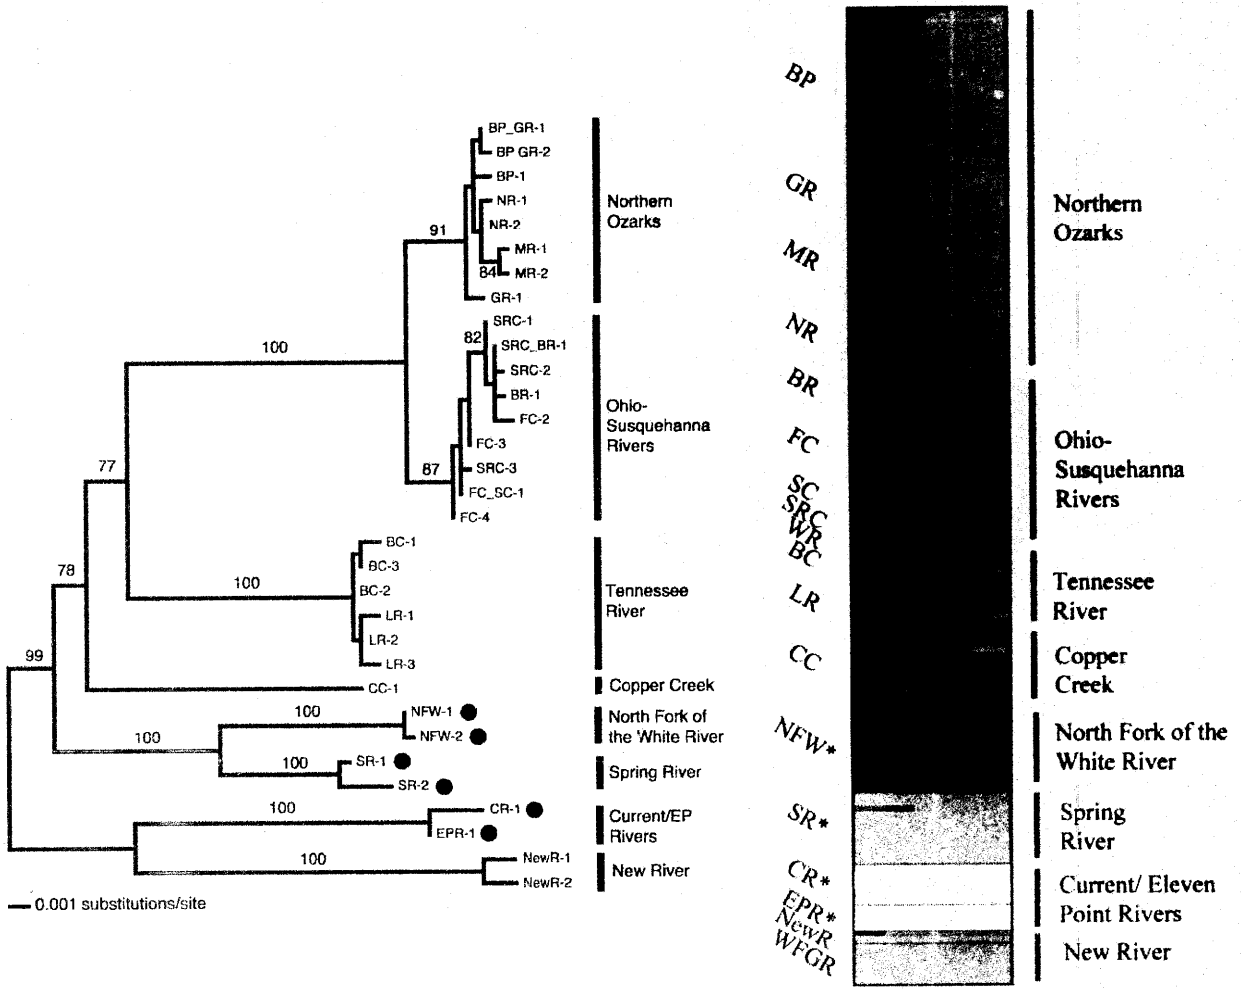 BP_GR-1
BP GR-2
BP-1
NR-1
NR-2
MR-1
84
MR-2
GR-1
91
Northern
Ozarks
SRC-1
82
SRC_BR-1
SRC-2
BR-1
FC-2
FC-3
87
SRC-3
FC_SC-1
FC-4
Ohio-
Susquehanna
Rivers
100
77
BC-1
BC-3
BC-2
LR-1
LR-2
LR-3
100
Tennessee
River
78
CC-1
Copper Creek
99
NFW-1
NFW-2
100
North Fork of
the White River
100
SR-1
SR-2
100
Spring River
CR-1
EPR-1
100
Current/EP
Rivers
NewR-1
NewR-2
100
New River
0.001 substitutions/site
BP
GR
MR
NR
BR
FC
SC
SRC
WR
BC
LR
CC
NFW*
SR*
CR*
EPR*
NewR
WFGR
Northern
Ozarks
Ohio-
Susquehanna
Rivers
Tennessee
River
Copper
Creek
North Fork of the
White River
Spring
River
Current/ Eleven
Point Rivers
New River